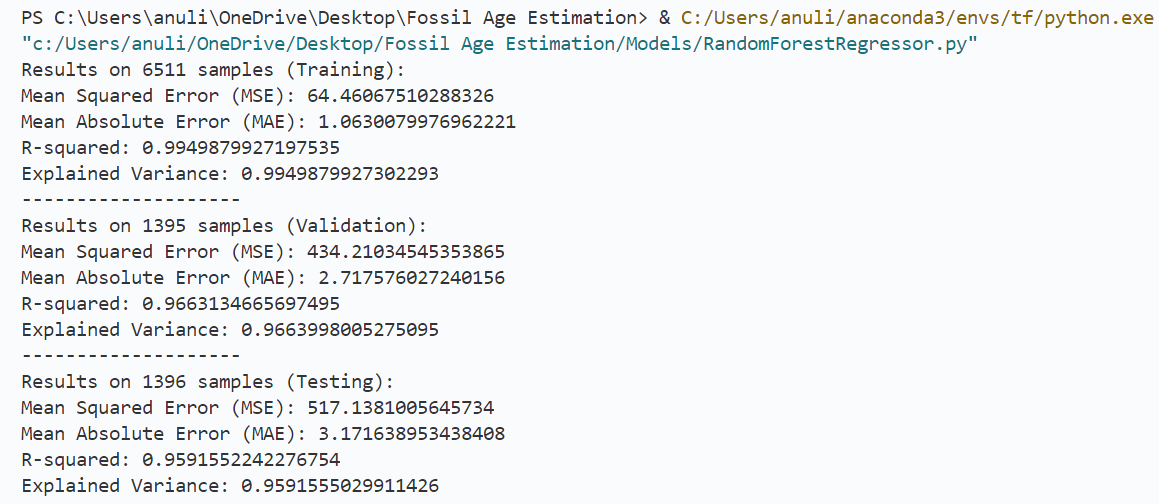 PS C:\Users\anuli\OneDrive\Desktop\Fossil Age Estimation> & C:/Users/anuli/anaconda3/envs/tf/python.exe
"c:/Users/anuli/OneDrive/Desktop/Fossil Age Estimation/Models/RandomForestRegressor.py"
Results on 6511 samples (Training):
Mean Squared Error (MSE): 64.46067510288326
Mean Absolute Error (MAE): 1.0630079976962221
R-squared: 0.9949879927197535
Explained Variance: 0.9949879927302293
--------------------
Results on 1395 samples (Validation):
Mean Squared Error (MSE): 434.21034545353865
Mean Absolute Error (MAE): 2.717576027240156
R-squared: 0.9663134665697495
Explained Variance: 0.9663998005275095
--------------------
Results on 1396 samples (Testing):
Mean Squared Error (MSE): 517.1381005645734
Mean Absolute Error (MAE): 3.171638953438408
R-squared: 0.9591552242276754
Explained Variance: 0.9591555029911426